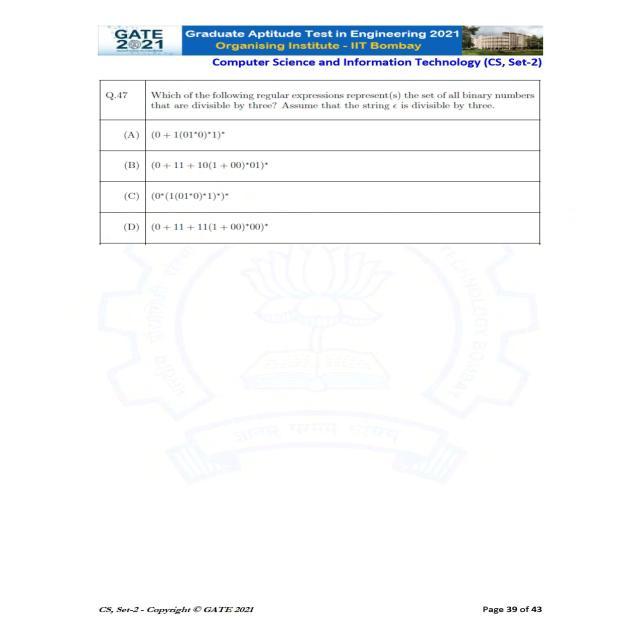 GATE
2021
Graduate Aptitude Test in Engineering 2021
Organising Institute - IIT Bombay
Computer Science and Information Technology (CS, Set-2)
Q.47 Which of the following regular expressions represent(s) the set of all binary numbers
that are divisible by three? Assume that the string ϵ is divisible by three.
(A) (0 + 1(01*0)*1)*
(B) (0 + 11 + 10(1 + 00)*01)*
(C) (0*(1(01*0)*1)*)*
(D) (0 + 11 + 11(1 + 00)*00)*
CS, Set-2 - Copyright © GATE 2021
Page 39 of 43